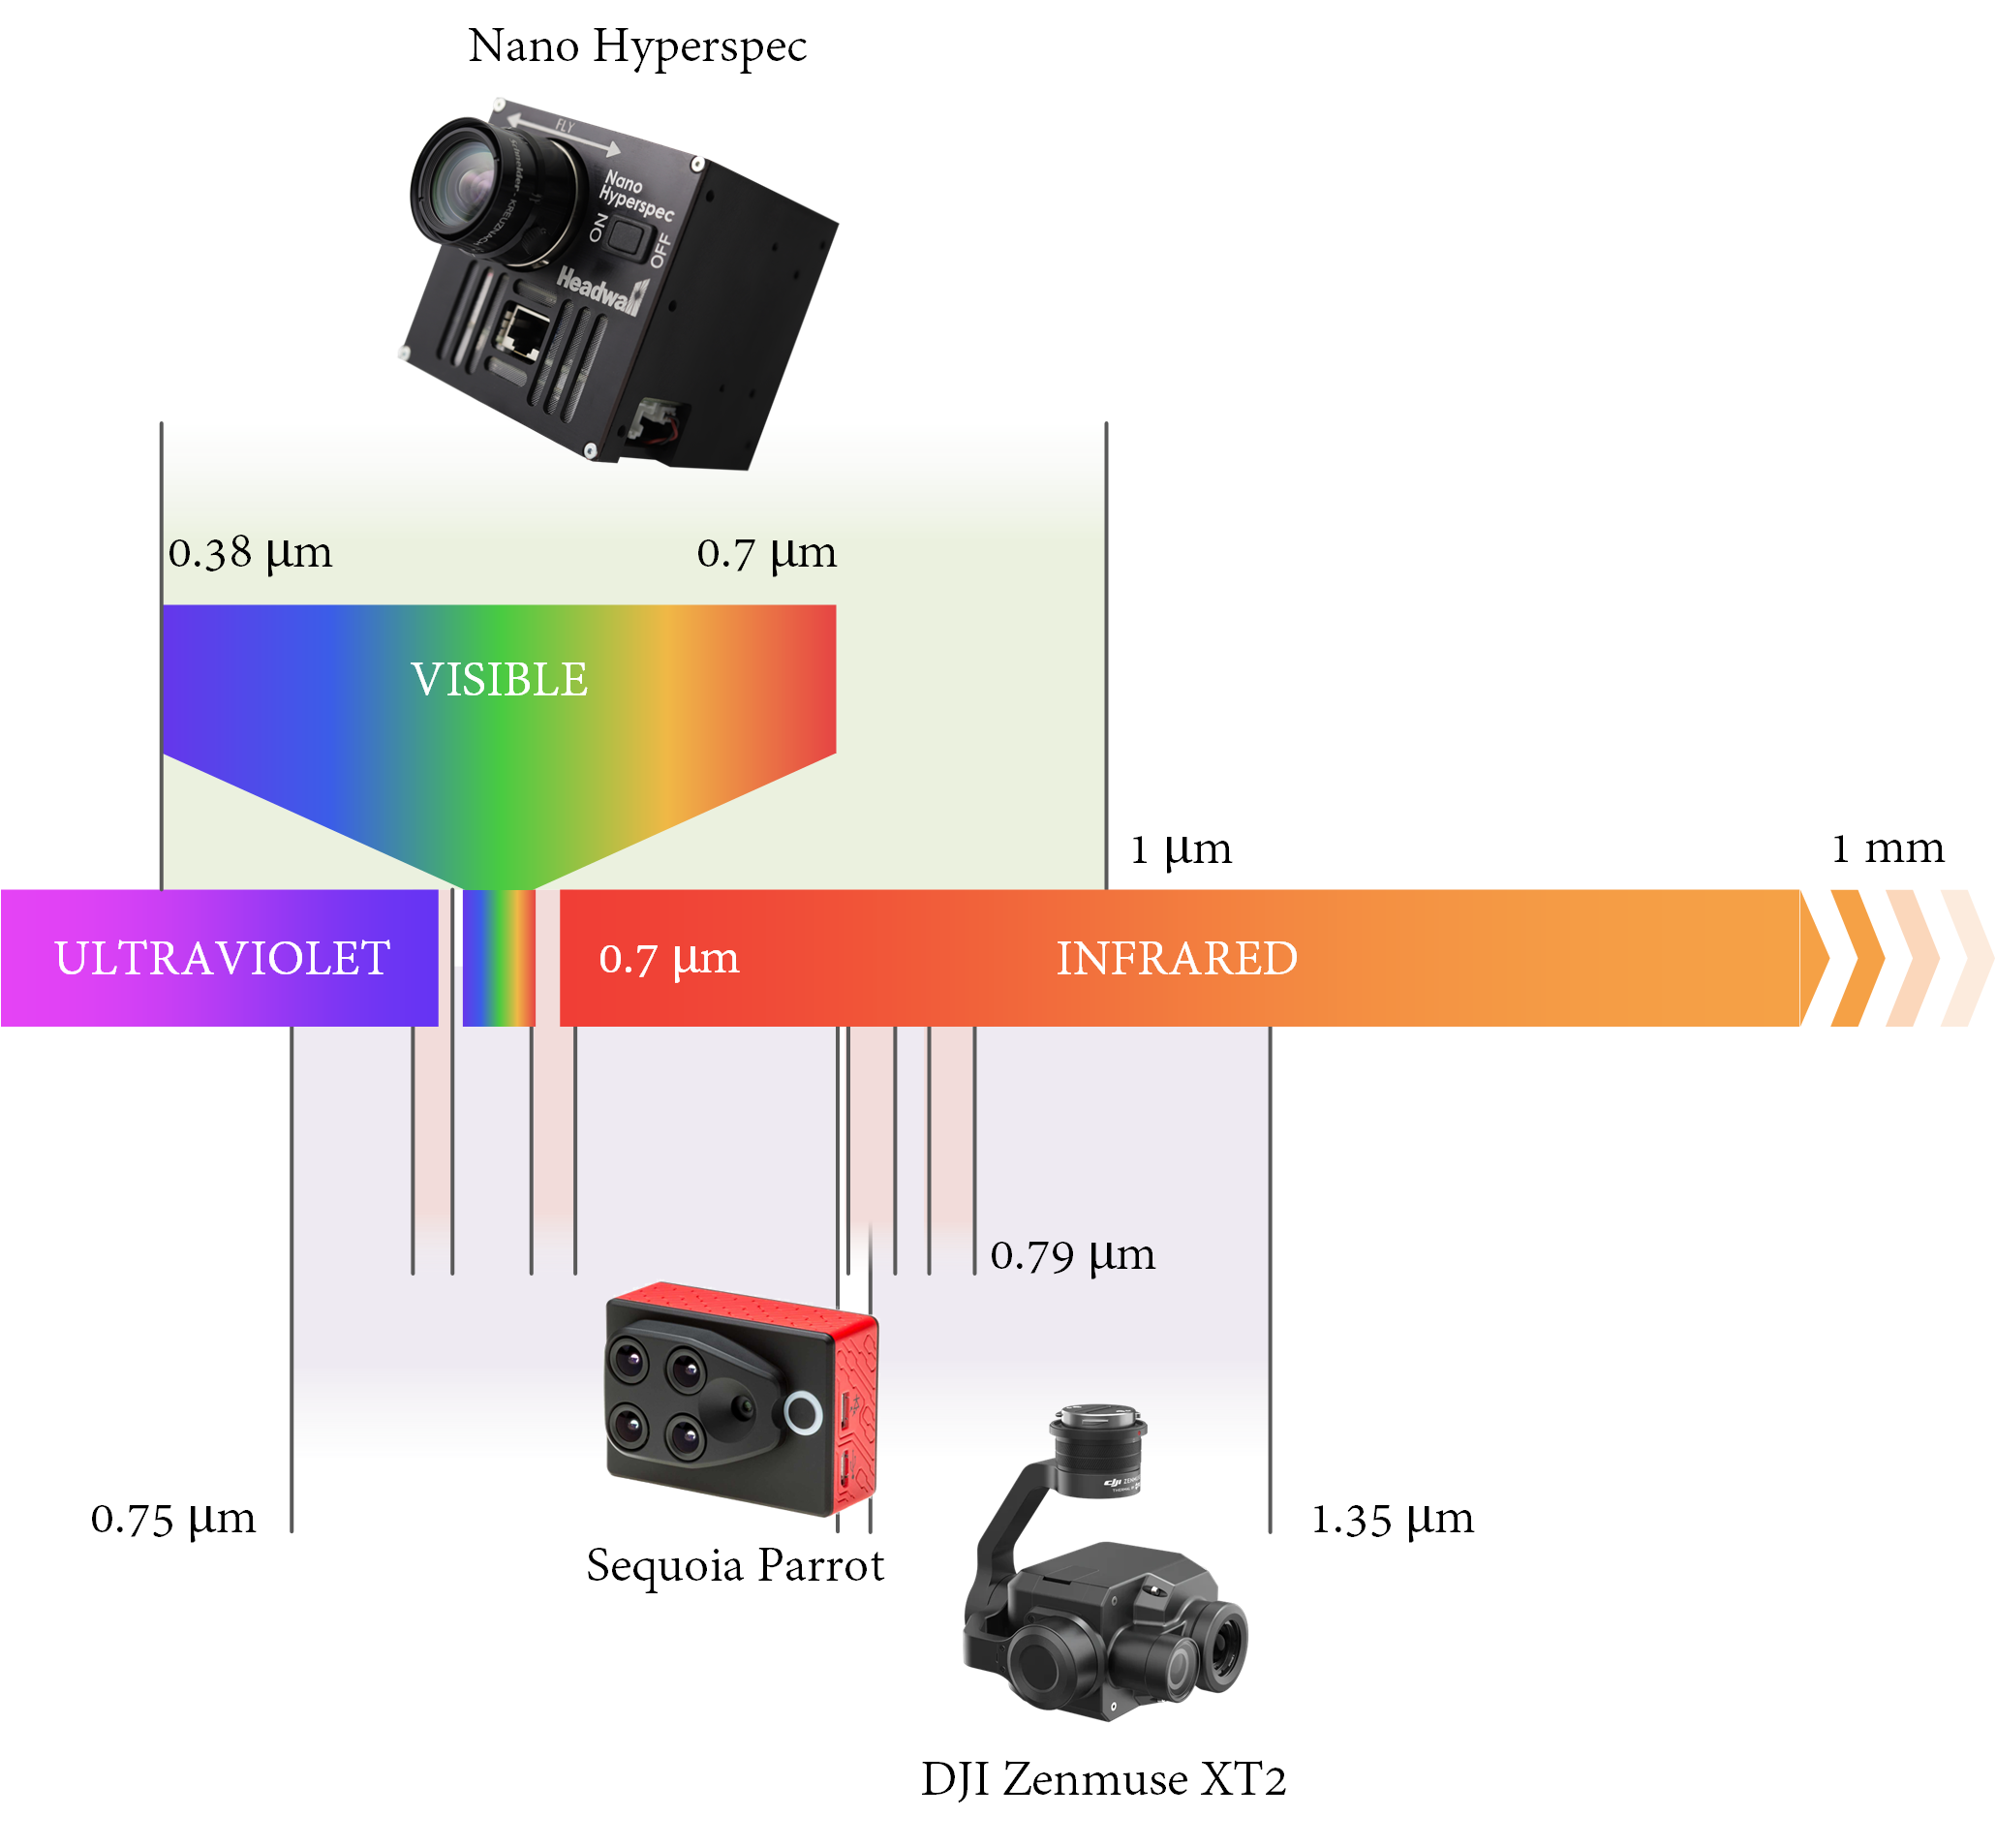 Nano Hyperspec
FLY
Nano
Hyperspec
ON
OFF
Headwall
KREUZNACH
0.38 µm
0.7 µm
VISIBLE
1 µm
1 mm
ULTRAVIOLET
0.7 µm
INFRARED
0.79 µm
0.75 µm
1.35 µm
Sequoia Parrot
DJI Zenmuse XT2